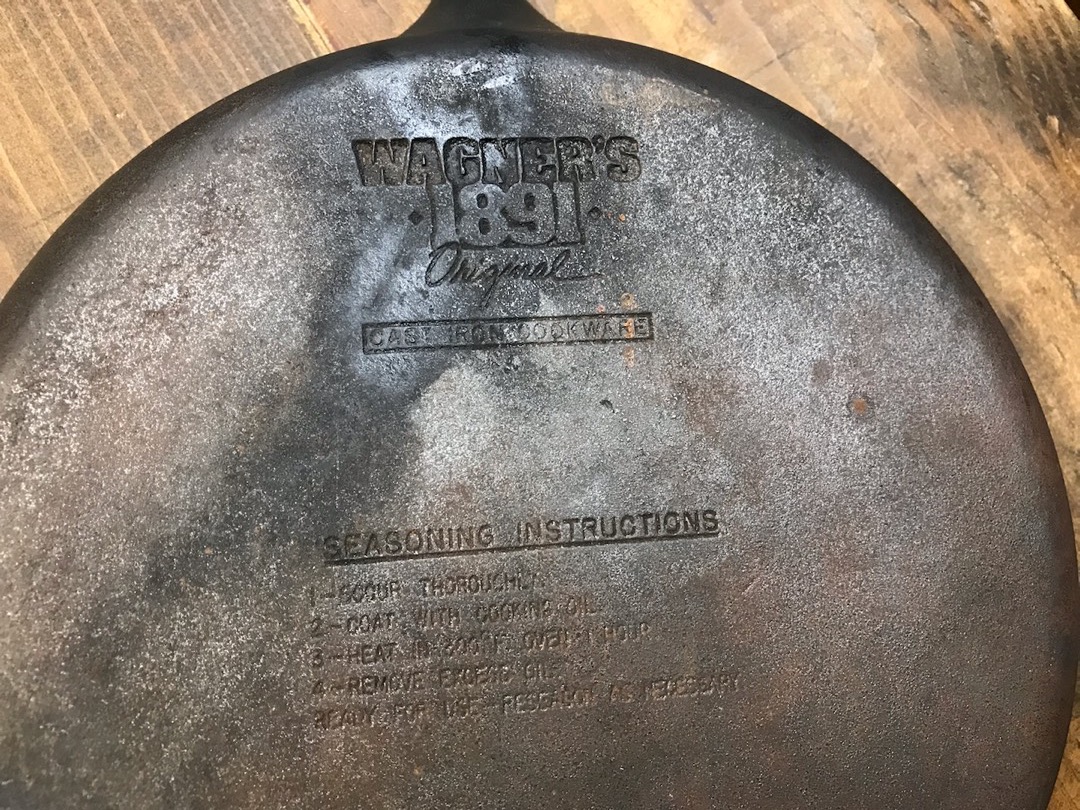 WAGNER'S
1891
Original
CAST IRON COOKWARE
SEASONING INSTRUCTIONS
1-SCOUR THOROUGHLY
2-COAT WITH COOKING OIL
3-HEAT IN 300°F OVEN 1 HOUR
4-REMOVE EXCESS OIL
READY FOR USE RESEASON AS NECESSARY